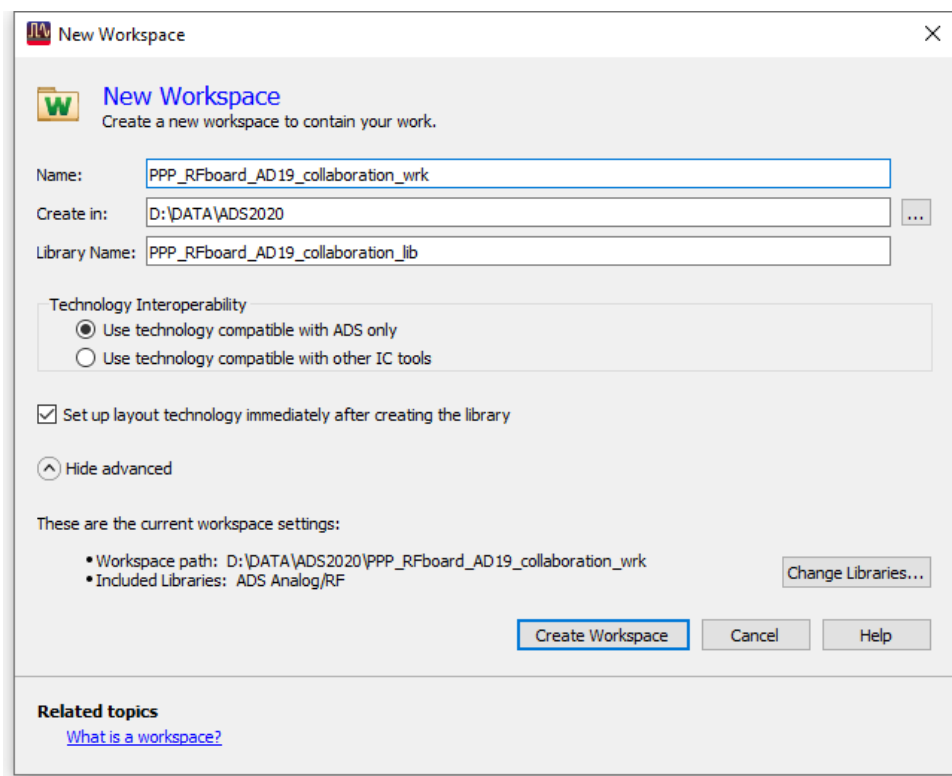 New Workspace
New Workspace
Create a new workspace to contain your work.
Name: PPP_RFboard_AD19_collaboration_wrk
Create in: D:\DATA\ADS2020 ...
Library Name: PPP_RFboard_AD19_collaboration_lib
Technology Interoperability
Use technology compatible with ADS only
Use technology compatible with other IC tools
Set up layout technology immediately after creating the library
Hide advanced
These are the current workspace settings:
• Workspace path: D:\DATA\ADS2020\PPP_RFboard_AD19_collaboration_wrk
• Included Libraries: ADS Analog/RF
Change Libraries...
Create Workspace Cancel Help
Related topics
What is a workspace?